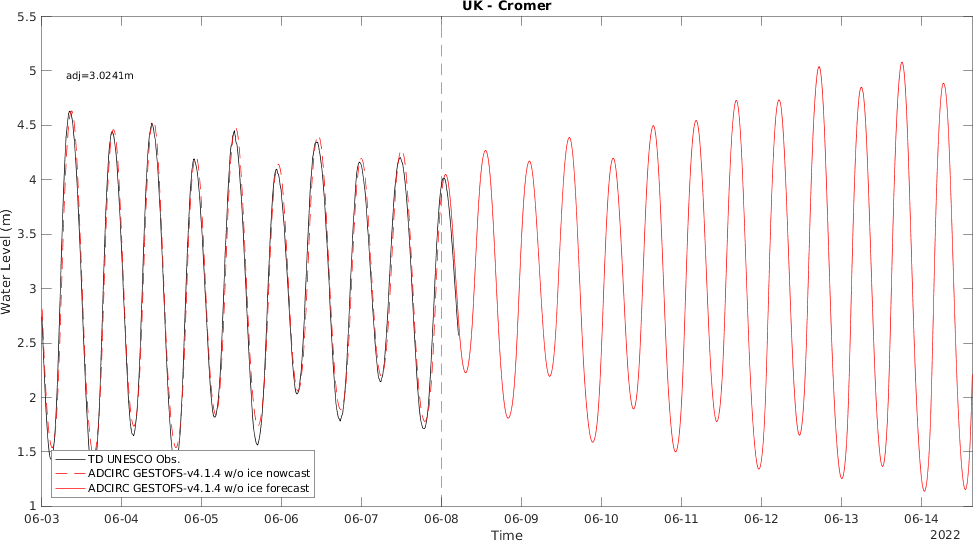 UK - Cromer
5.5
5
4.5
4
3.5
3
2.5
2
1.5
1
Water Level (m)
adj=3.0241m
TD UNESCO Obs.
ADCIRC GESTOFS-v4.1.4 w/o ice nowcast
ADCIRC GESTOFS-v4.1.4 w/o ice forecast
06-03 06-04 06-05 06-06 06-07 06-08 06-09 06-10 06-11 06-12 06-13 06-14
Time
2022